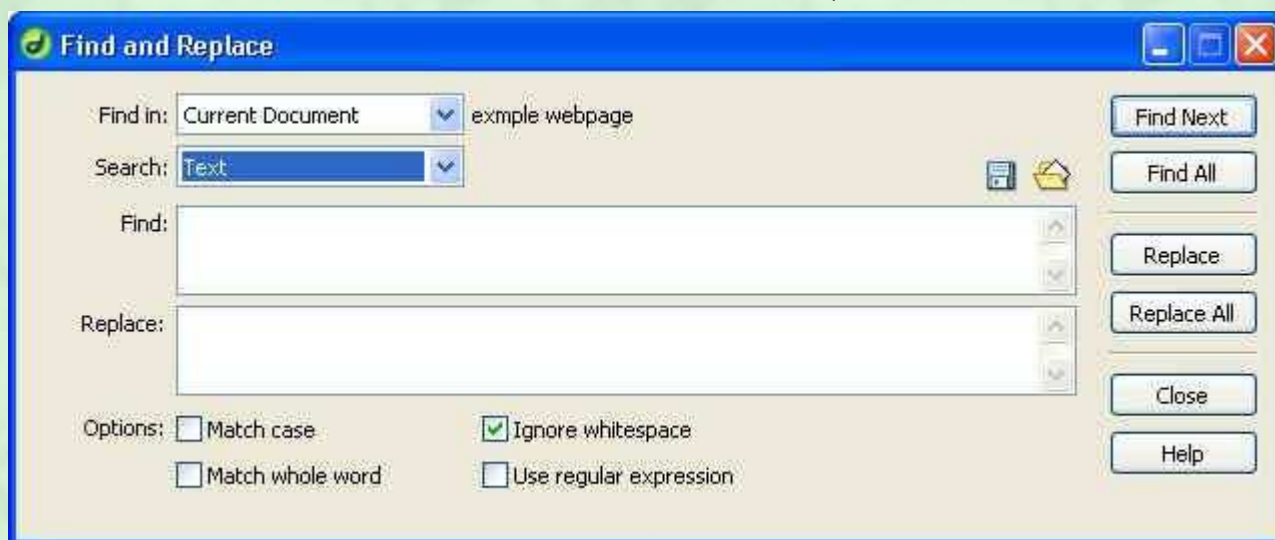 Find and Replace
Find in: Current Document exmple webpage Find Next
Search: Text Find All
Find:
Replace
Replace: Replace All
Close
Options: Match case Ignore whitespace
Help
Match whole word Use regular expression